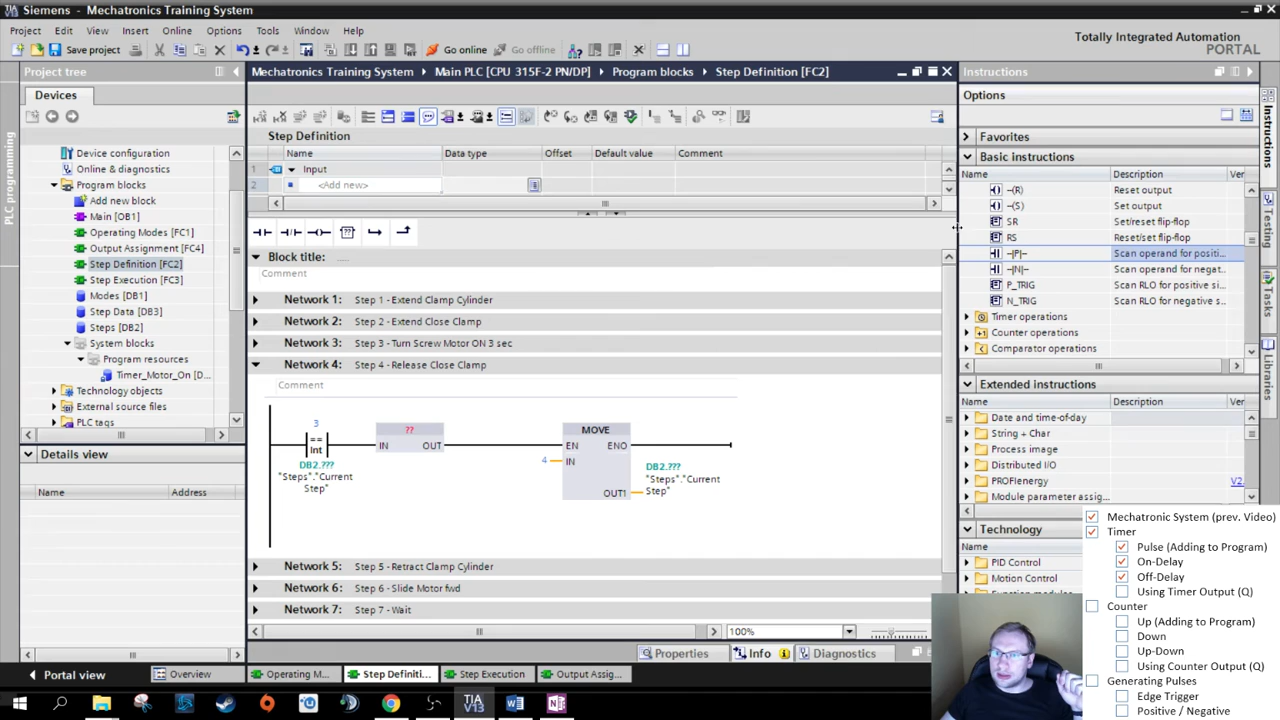 Siemens - Mechatronics Training System
Project Edit View Insert Online Options Tools Window Help
Totally Integrated Automation
PORTAL
Save project
Go online
Go offline
Project tree
Mechatronics Training System
Main PLC [CPU 315F-2 PN/DP]
Program blocks
Step Definition [FC2]
Instructions
Devices
Options
PLC programming
Device configuration
Online & diagnostics
Program blocks
Add new block
Main [OB1]
Operating Modes [FC1]
Output Assignment [FC4]
Step Definition [FC2]
Step Execution [FC3]
Modes [DB1]
Step Data [DB3]
Steps [DB2]
System blocks
Program resources
Timer_Motor_On [D...
Technology objects
External source files
PLC tags
Details view
Name Address
Portal view
Step Definition
Name Data type Offset Default value Comment
1 Input
2 <Add new>
Block title: .....
Comment
Network 1: Step 1 - Extend Clamp Cylinder
Network 2: Step 2 - Extend Close Clamp
Network 3: Step 3 - Turn Screw Motor ON 3 sec
Network 4: Step 4 - Release Close Clamp
Comment
3
==
Int
DB2.???
"Steps"."Current
Step"
??
IN OUT
MOVE
EN ENO
4 IN
OUT1
DB2.???
"Steps"."Current
Step"
Network 5: Step 5 - Retract Clamp Cylinder
Network 6: Step 6 - Slide Motor fwd
Network 7: Step 7 - Wait
100%
Properties
Info
Diagnostics
Overview
Operating M...
Step Definiti...
Step Execution
Output Assig...
Favorites
Basic instructions
Name Description Ver
-(R) Reset output
-(S) Set output
SR Set/reset flip-flop
RS Reset/set flip-flop
-|P|- Scan operand for positi...
-|N|- Scan operand for negat...
P_TRIG Scan RLO for positive si...
N_TRIG Scan RLO for negative s...
Timer operations
Counter operations
Comparator operations
Extended instructions
Name Description Ver
Date and time-of-day
String + Char
Process image
Distributed I/O
PROFIenergy V2.
Module parameter assig...
Technology
Name
PID Control
Motion Control
Instructions
Testing
Tasks
Libraries
Mechatronic System (prev. Video)
Timer
Pulse (Adding to Program)
On-Delay
Off-Delay
Using Timer Output (Q)
Counter
Up (Adding to Program)
Down
Up-Down
Using Counter Output (Q)
Generating Pulses
Edge Trigger
Positive / Negative